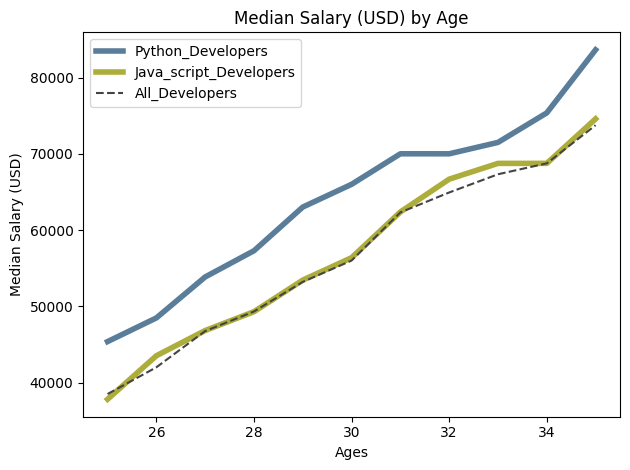 Median Salary (USD) by Age
Python_Developers
Java_script_Developers
All_Developers
Median Salary (USD)
80000
70000
60000
50000
40000
26 28 30 32 34
Ages